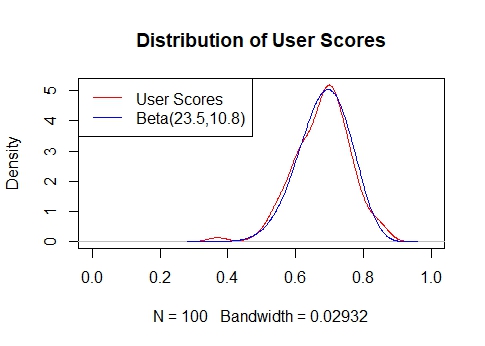 Distribution of User Scores
User Scores
Beta(23.5,10.8)
Density
5
4
3
2
1
0
0.0 0.2 0.4 0.6 0.8 1.0
N = 100 Bandwidth = 0.02932